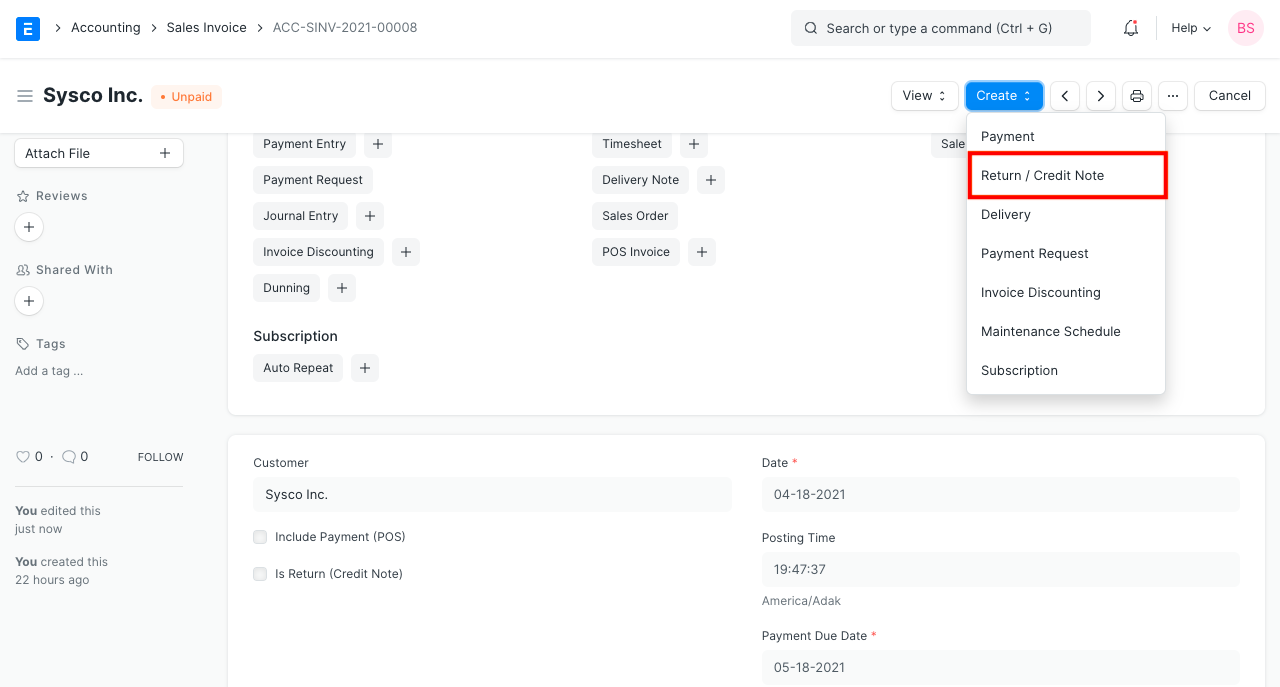 E
Accounting
Sales Invoice
ACC-SINV-2021-00008
Search or type a command (Ctrl + G)
Help
BS
Sysco Inc.
Unpaid
View
Create
···
Cancel
Attach File
Reviews
Shared With
Tags
Add a tag ...
0 · 0
FOLLOW
You edited this
just now
You created this
22 hours ago
Payment Entry
Timesheet
Sale
Payment Request
Delivery Note
Journal Entry
Sales Order
Invoice Discounting
POS Invoice
Dunning
Subscription
Auto Repeat
Payment
Return / Credit Note
Delivery
Payment Request
Invoice Discounting
Maintenance Schedule
Subscription
Customer
Sysco Inc.
Include Payment (POS)
Is Return (Credit Note)
Date *
04-18-2021
Posting Time
19:47:37
America/Adak
Payment Due Date *
05-18-2021